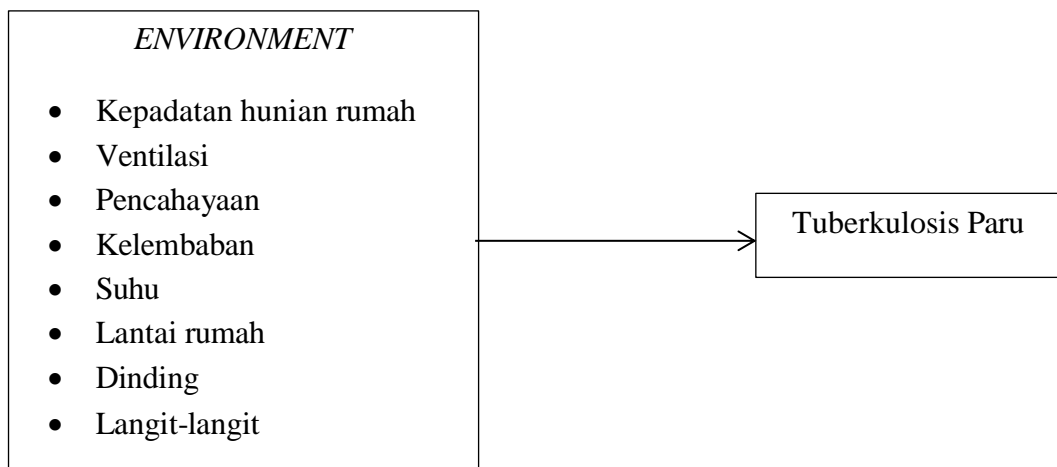 ENVIRONMENT
• Kepadatan hunian rumah
• Ventilasi
• Pencahayaan
• Kelembaban
• Suhu
• Lantai rumah
• Dinding
• Langit-langit
Tuberkulosis Paru